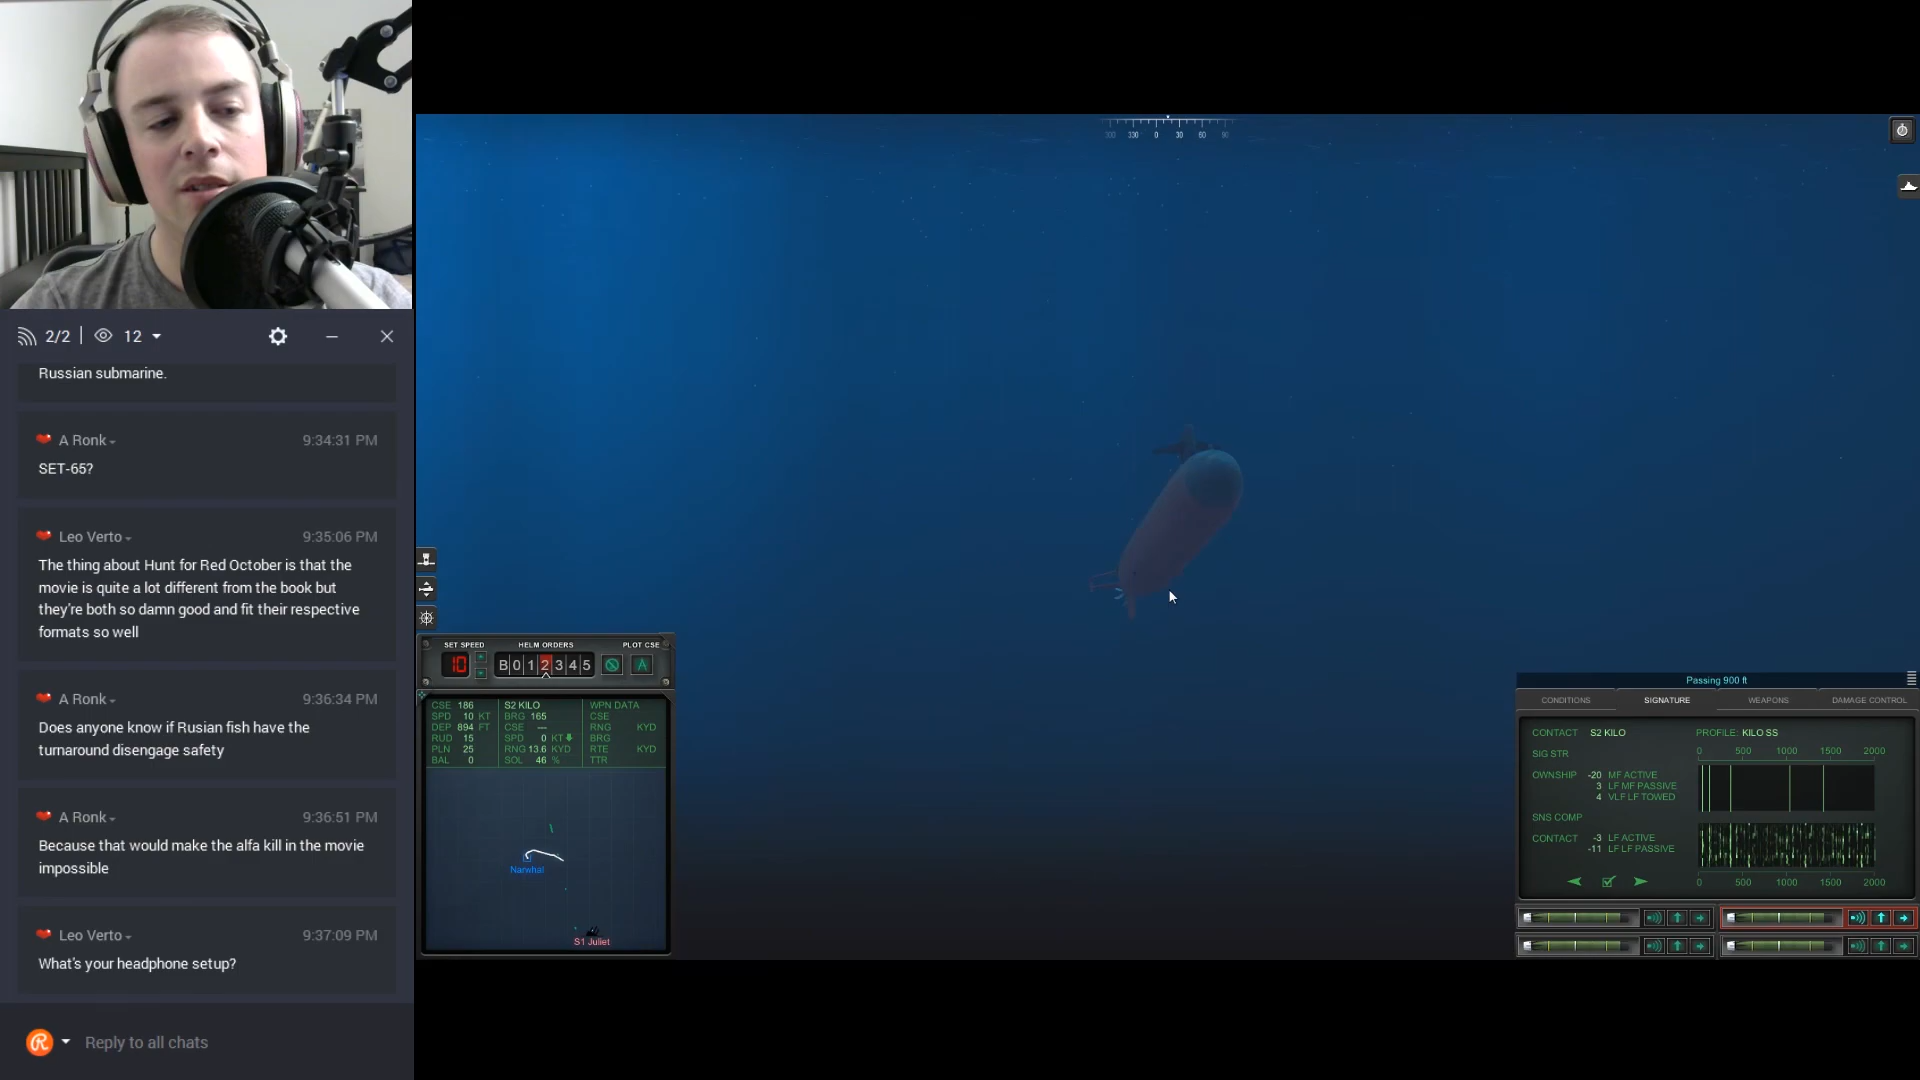 2/2 | 12
Russian submarine.
A Ronk 9:34:31 PM
SET-65?
Leo Verto 9:35:06 PM
The thing about Hunt for Red October is that the
movie is quite a lot different from the book but
they're both so damn good and fit their respective
formats so well
A Ronk 9:36:34 PM
Does anyone know if Rusian fish have the
turnaround disengage safety
A Ronk 9:36:51 PM
Because that would make the alfa kill in the movie
impossible
Leo Verto 9:37:09 PM
What's your headphone setup?
Reply to all chats
300 330 0 30 60 90
SET SPEED HELM ORDERS PLOT CSE
10 B 0 1 2 3 4 5 A
CSE 186
SPD 10 KT
DEP 894 FT
RUD 15
PLN 25
BAL 0
S2 KILO
BRG 165
CSE ---
SPD 0 KT
RNG 13.6 KYD
SOL 46 %
WPN DATA
CSE
RNG KYD
BRG
RTE KYD
TTR
Narwhal
S1 Juliet
Passing 900 ft
CONDITIONS SIGNATURE WEAPONS DAMAGE CONTROL
CONTACT S2 KILO PROFILE: KILO SS
SIG STR 0 500 1000 1500 2000
OWNSHIP -20 MF ACTIVE
3 LF MF PASSIVE
4 VLF LF TOWED
SNS COMP
CONTACT -3 LF ACTIVE
-11 LF LF PASSIVE
0 500 1000 1500 2000